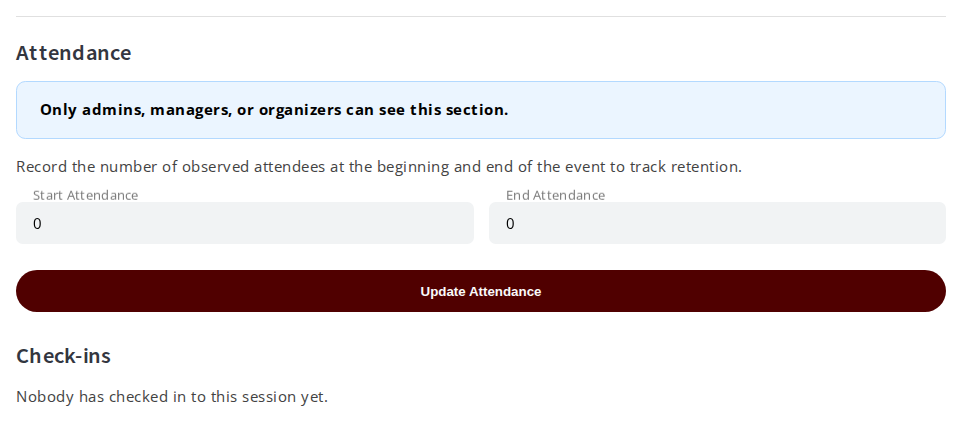 Attendance
Only admins, managers, or organizers can see this section.
Record the number of observed attendees at the beginning and end of the event to track retention.
Start Attendance
End Attendance
0
0
Update Attendance
Check-ins
Nobody has checked in to this session yet.